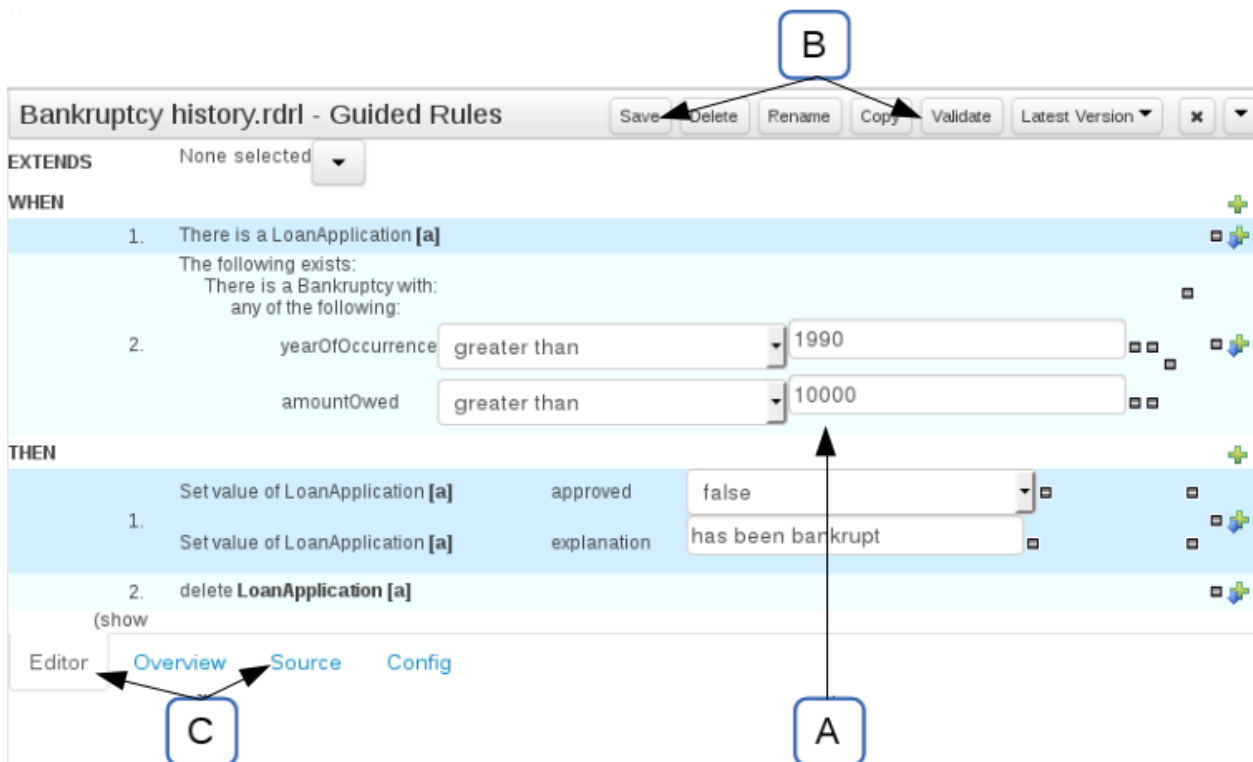 B
Bankruptcy history.rdrl - Guided Rules Save Delete Rename Copy Validate Latest Version
EXTENDS None selected
WHEN
1. There is a LoanApplication [a]
The following exists:
There is a Bankruptcy with:
any of the following:
2. yearOfOccurrence greater than 1990
amountOwed greater than 10000
THEN
Set value of LoanApplication [a] approved false
1.
Set value of LoanApplication [a] explanation has been bankrupt
2. delete LoanApplication [a]
(show
Editor Overview Source Config
C A